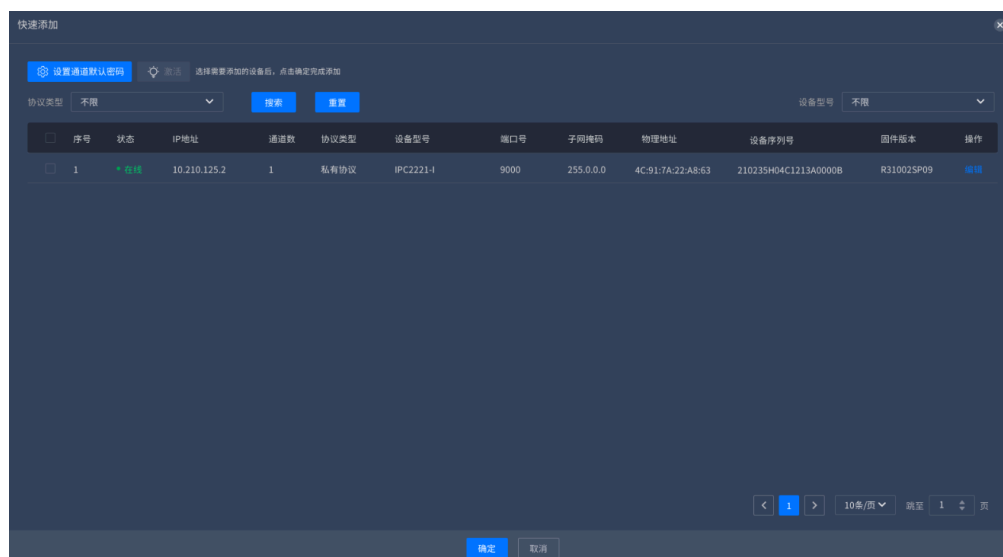 快速添加
设置通道默认密码 激活 选择需要添加的设备后，点击确定完成添加
协议类型 不限 搜索 重置 设备型号 不限
序号 状态 IP地址 通道数 协议类型 设备型号 端口号 子网掩码 物理地址 设备序列号 固件版本 操作
1 * 在线 10.210.125.2 1 私有协议 IPC2221-I 9000 255.0.0.0 4C:91:7A:22:A8:63 210235H04C1213A0000B R31002SP09 编辑
1 10条/页 跳至 1 页
确定 取消